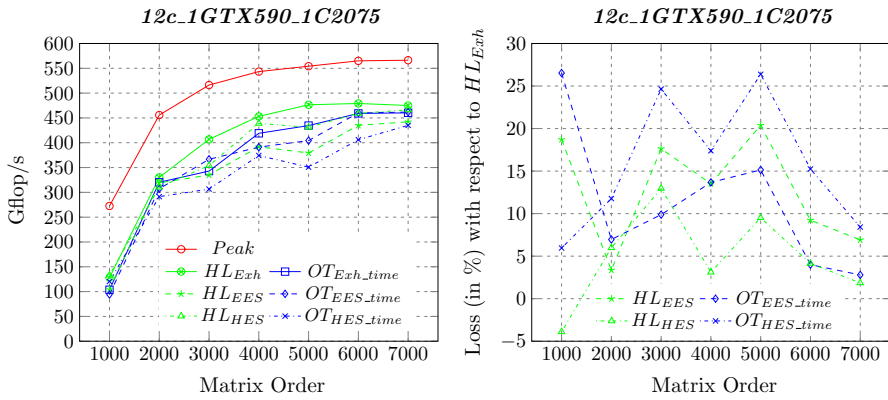 12c_1GTX590_1C2075
Gflop/s
600
550
500
450
400
350
300
250
200
150
100
50
0
Peak
HL_Exh OT_Exh_time
HL_EES OT_EES_time
HL_HES OT_HES_time
1000 2000 3000 4000 5000 6000 7000
Matrix Order
12c_1GTX590_1C2075
Loss (in %) with respect to HL_Exh
30
25
20
15
10
5
0
−5
HL_EES OT_EES_time
HL_HES OT_HES_time
1000 2000 3000 4000 5000 6000 7000
Matrix Order